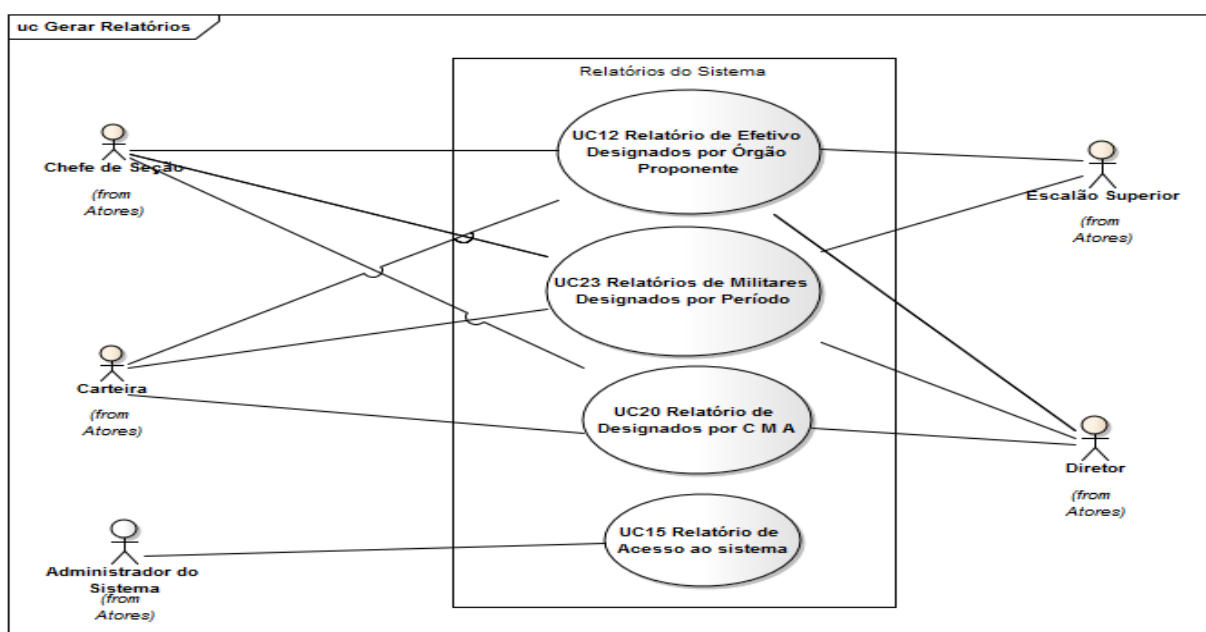 uc Gerar Relatórios
Relatórios do Sistema
UC12 Relatório de Efetivo
Designados por Órgão
Proponente
Chefe de Seção
(from
Atores)
Escalão Superior
(from
Atores)
UC23 Relatórios de Militares
Designados por Período
Carteira
(from
Atores)
UC20 Relatório de
Designados por C M A
Diretor
(from
Atores)
UC15 Relatório de
Acesso ao sistema
Administrador do
Sistema
(from
Atores)